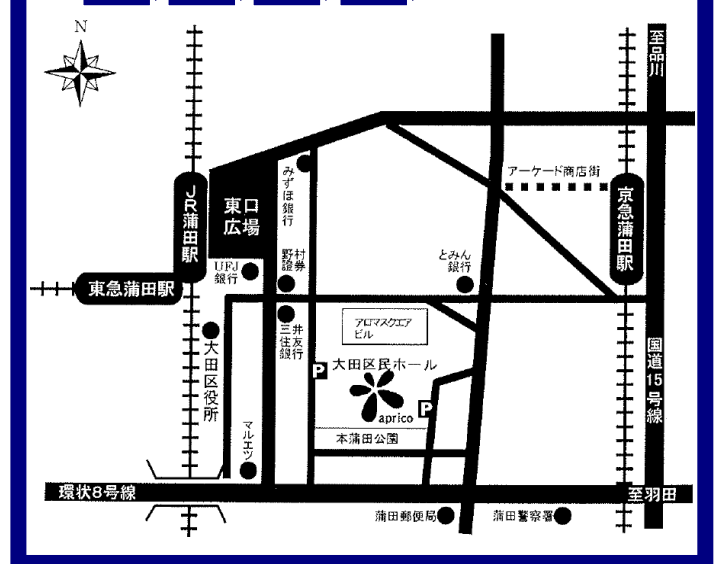 N
至品川
アーケード商店街
みずほ銀行
JR蒲田駅
東口
広場
京急蒲田駅
野村
證券
とみん
銀行
UFJ
銀行
東急蒲田駅
アロマスクエア
ビル
三井
住友
銀行
大田区役所
大田区民ホール
P
aprico
P
国道15号線
マルエツ
本蒲田公園
環状8号線
至羽田
蒲田郵便局
蒲田警察署